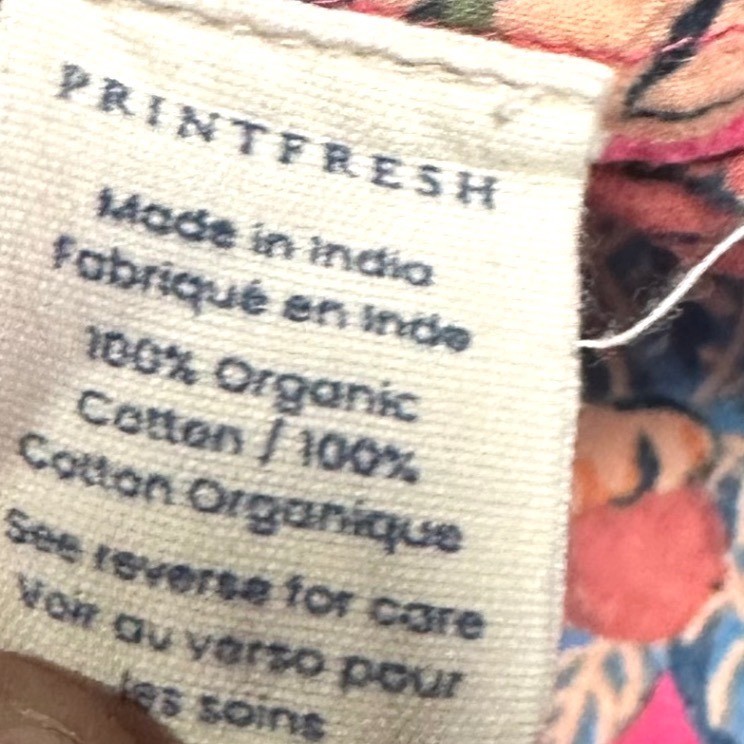 PRINTFRESH
Made in India
Fabriqué en Inde
100% Organic
Cotton / 100%
Cotton Organique
See reverse for care
Voir au verso pour
les soins